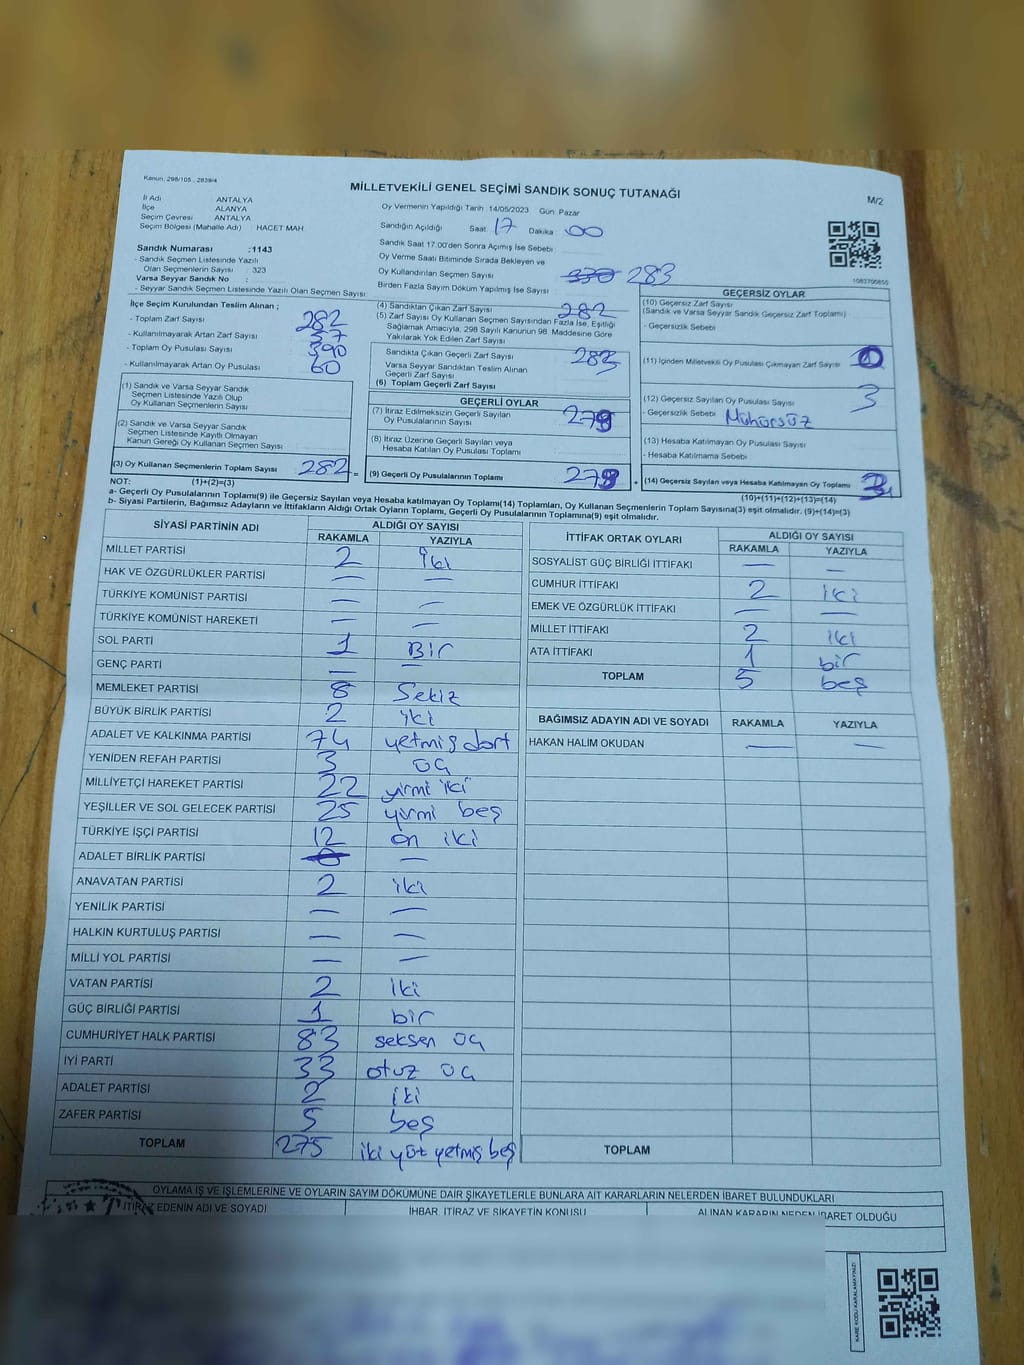 Kanun: 298/105 , 2839/4
MİLLETVEKİLİ GENEL SEÇİMİ SANDIK SONUÇ TUTANAĞI
M/2
İl Adı ANTALYA
İlçe ALANYA
Seçim Çevresi ANTALYA
Seçim Bölgesi (Mahalle Adı) HACET MAH
Oy Vermenin Yapıldığı Tarih :14/05/2023 Gün: Pazar
Sandığın Açıldığı Saat: 17 Dakika: 00
Sandık Saat 17.00'den Sonra Açımış İse Sebebi :
Oy Verme Saati Bitiminde Sırada Bekleyen ve
Oy Kullandırılan Seçmen Sayısı 283
Birden Fazla Sayım Döküm Yapılmış İse Sayısı :
1083700855
Sandık Numarası :1143
- Sandık Seçmen Listesinde Yazılı
Olan Seçmenlerin Sayısı : 323
Varsa Seyyar Sandık No :
- Seyyar Sandık Seçmen Listesinde Yazılı Olan Seçmen Sayısı
İlçe Seçim Kurulundan Teslim Alınan ;
- Toplam Zarf Sayısı 282
- Kullanılmayarak Artan Zarf Sayısı 37
- Toplam Oy Pusulası Sayısı 390
- Kullanılmayarak Artan Oy Pusulası 60
(1) Sandık ve Varsa Seyyar Sandık
Seçmen Listesinde Yazılı Olup
Oy Kullanan Seçmenlerin Sayısı
(2) Sandık ve Varsa Seyyar Sandık
Seçmen Listesinde Kayıtlı Olmayan
Kanun Gereği Oy Kullanan Seçmen Sayısı
(3) Oy Kullanan Seçmenlerin Toplam Sayısı 282 =
(4) Sandıktan Çıkan Zarf Sayısı 282
(5) Zarf Sayısı Oy Kullanan Seçmen Sayısından Fazla İse, Eşitliği
Sağlamak Amacıyla, 298 Sayılı Kanunun 98. Maddesine Göre
Yakılarak Yok Edilen Zarf Sayısı
Sandıkta Çıkan Geçerli Zarf Sayısı 282
Varsa Seyyar Sandıktan Teslim Alınan
Geçerli Zarf Sayısı
(6) Toplam Geçerli Zarf Sayısı
GEÇERLİ OYLAR
(7) İtiraz Edilmeksizin Geçerli Sayılan
Oy Pusulalarının Sayısı
(8) İtiraz Üzerine Geçerli Sayılan veya
Hesaba Katılan Oy Pusulası Toplamı
(9) Geçerli Oy Pusulalarının Toplamı +
GEÇERSİZ OYLAR
(10) Geçersiz Zarf Sayısı
(Sandık ve Varsa Seyyar Sandık Geçersiz Zarf Toplamı)
- Geçersizlik Sebebi
(11) İçinden Milletvekili Oy Pusulası Çıkmayan Zarf Sayısı
(12) Geçersiz Sayılan Oy Pusulası Sayısı 3
- Geçersizlik Sebebi Mühürsüz
(13) Hesaba Katılmayan Oy Pusulası Sayısı
- Hesaba Katılmama Sebebi
(14) Geçersiz Sayılan veya Hesaba Katılmayan Oy Toplamı 3
NOT: (1)+(2)=(3)
(10)+(11)+(12)+(13)=(14)
a- Geçerli Oy Pusulalarının Toplamı(9) ile Geçersiz Sayılan veya Hesaba katılmayan Oy Toplamı(14) Toplamları, Oy Kullanan Seçmenlerin Toplam Sayısına(3) eşit olmalıdır. (9)+(14)=(3)
b- Siyasi Partilerin, Bağımsız Adayların ve İttifakların Aldığı Ortak Oyların Toplamı, Geçerli Oy Pusulalarının Toplamına(9) eşit olmalıdır.
SİYASİ PARTİNİN ADI ALDIĞI OY SAYISI
RAKAMLA YAZIYLA
MİLLET PARTİSİ 2 iki
HAK VE ÖZGÜRLÜKLER PARTİSİ — —
TÜRKİYE KOMÜNİST PARTİSİ — —
TÜRKİYE KOMÜNİST HAREKETİ — —
SOL PARTİ 1 Bir
GENÇ PARTİ — —
MEMLEKET PARTİSİ 8 Sekiz
BÜYÜK BİRLİK PARTİSİ 2 iki
ADALET VE KALKINMA PARTİSİ 74 yetmiş dört
YENİDEN REFAH PARTİSİ 3 üç
MİLLİYETÇİ HAREKET PARTİSİ 22 yirmi iki
YEŞİLLER VE SOL GELECEK PARTİSİ 25 yirmi beş
TÜRKİYE İŞÇİ PARTİSİ 12 on iki
ADALET BİRLİK PARTİSİ —
ANAVATAN PARTİSİ 2 iki
YENİLİK PARTİSİ — —
HALKIN KURTULUŞ PARTİSİ — —
MİLLİ YOL PARTİSİ — —
VATAN PARTİSİ 2 iki
GÜÇ BİRLİĞİ PARTİSİ 1 bir
CUMHURİYET HALK PARTİSİ 83 seksen üç
İYİ PARTİ 33 otuz üç
ADALET PARTİSİ 2 iki
ZAFER PARTİSİ 5 beş
TOPLAM 275 iki yüz yetmiş beş
İTTİFAK ORTAK OYLARI ALDIĞI OY SAYISI
RAKAMLA YAZIYLA
SOSYALİST GÜÇ BİRLİĞİ İTTİFAKI — —
CUMHUR İTTİFAKI 2 iki
EMEK VE ÖZGÜRLÜK İTTİFAKI — —
MİLLET İTTİFAKI 2 iki
ATA İTTİFAKI 1 bir
TOPLAM 5 beş
BAĞIMSIZ ADAYIN ADI VE SOYADI RAKAMLA YAZIYLA
HAKAN HALİM OKUDAN — —
TOPLAM
OYLAMA İŞ VE İŞLEMLERİNE VE OYLARIN SAYIM DÖKÜMÜNE DAİR ŞİKAYETLERLE BUNLARA AİT KARARLARIN NELERDEN İBARET BULUNDUKLARI
İTİRAZ EDENİN ADI VE SOYADI İHBAR, İTİRAZ VE ŞİKAYETİN KONUSU ALINAN KARARIN NEDEN İBARET OLDUĞU
KARE KODU KARALAMAYINIZ!